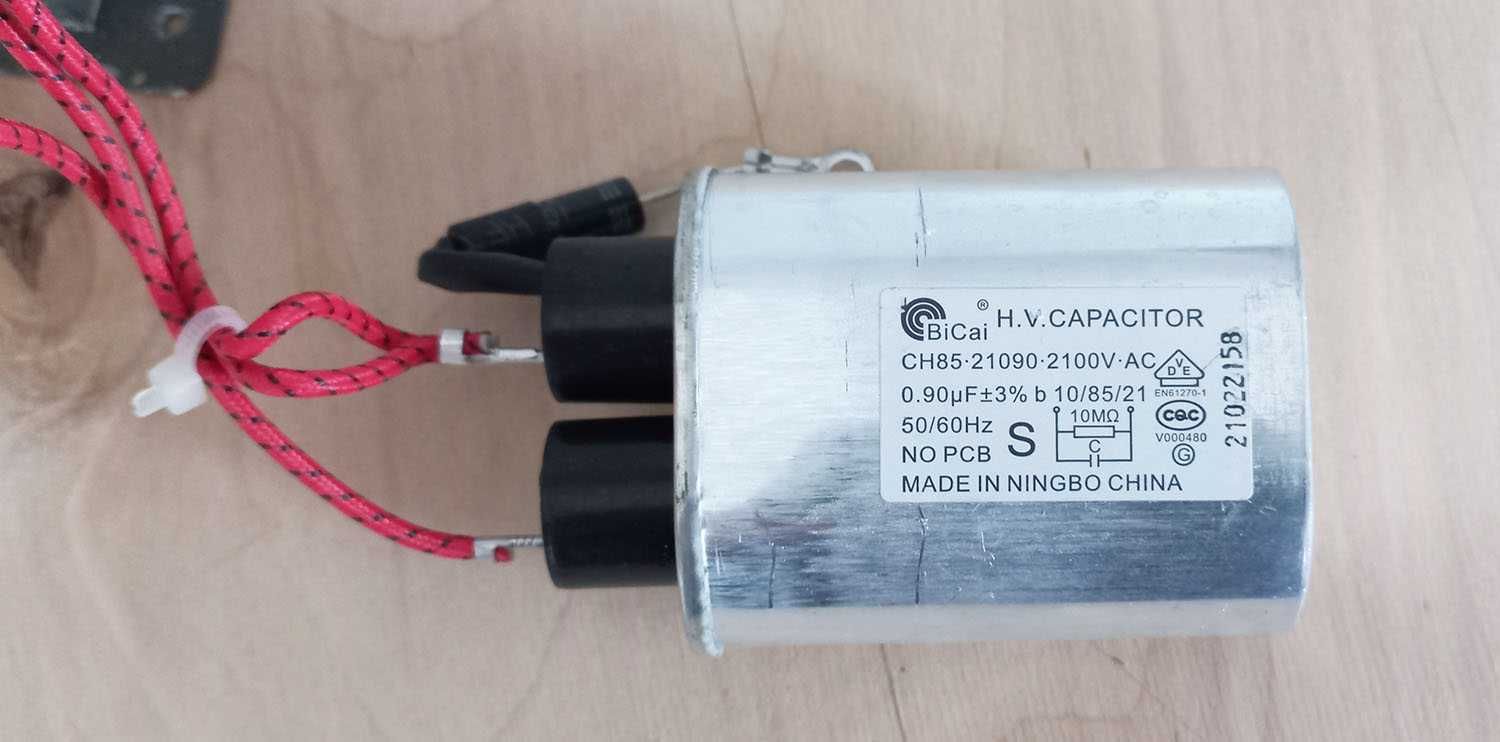 BiCai ® H.V.CAPACITOR
CH85·21090·2100V·AC
0.90μF±3% b 10/85/21
50/60Hz
NO PCB
S
10MΩ
C
MADE IN NINGBO CHINA
VDE
EN61270-1
CQC
V000480
G
21022158